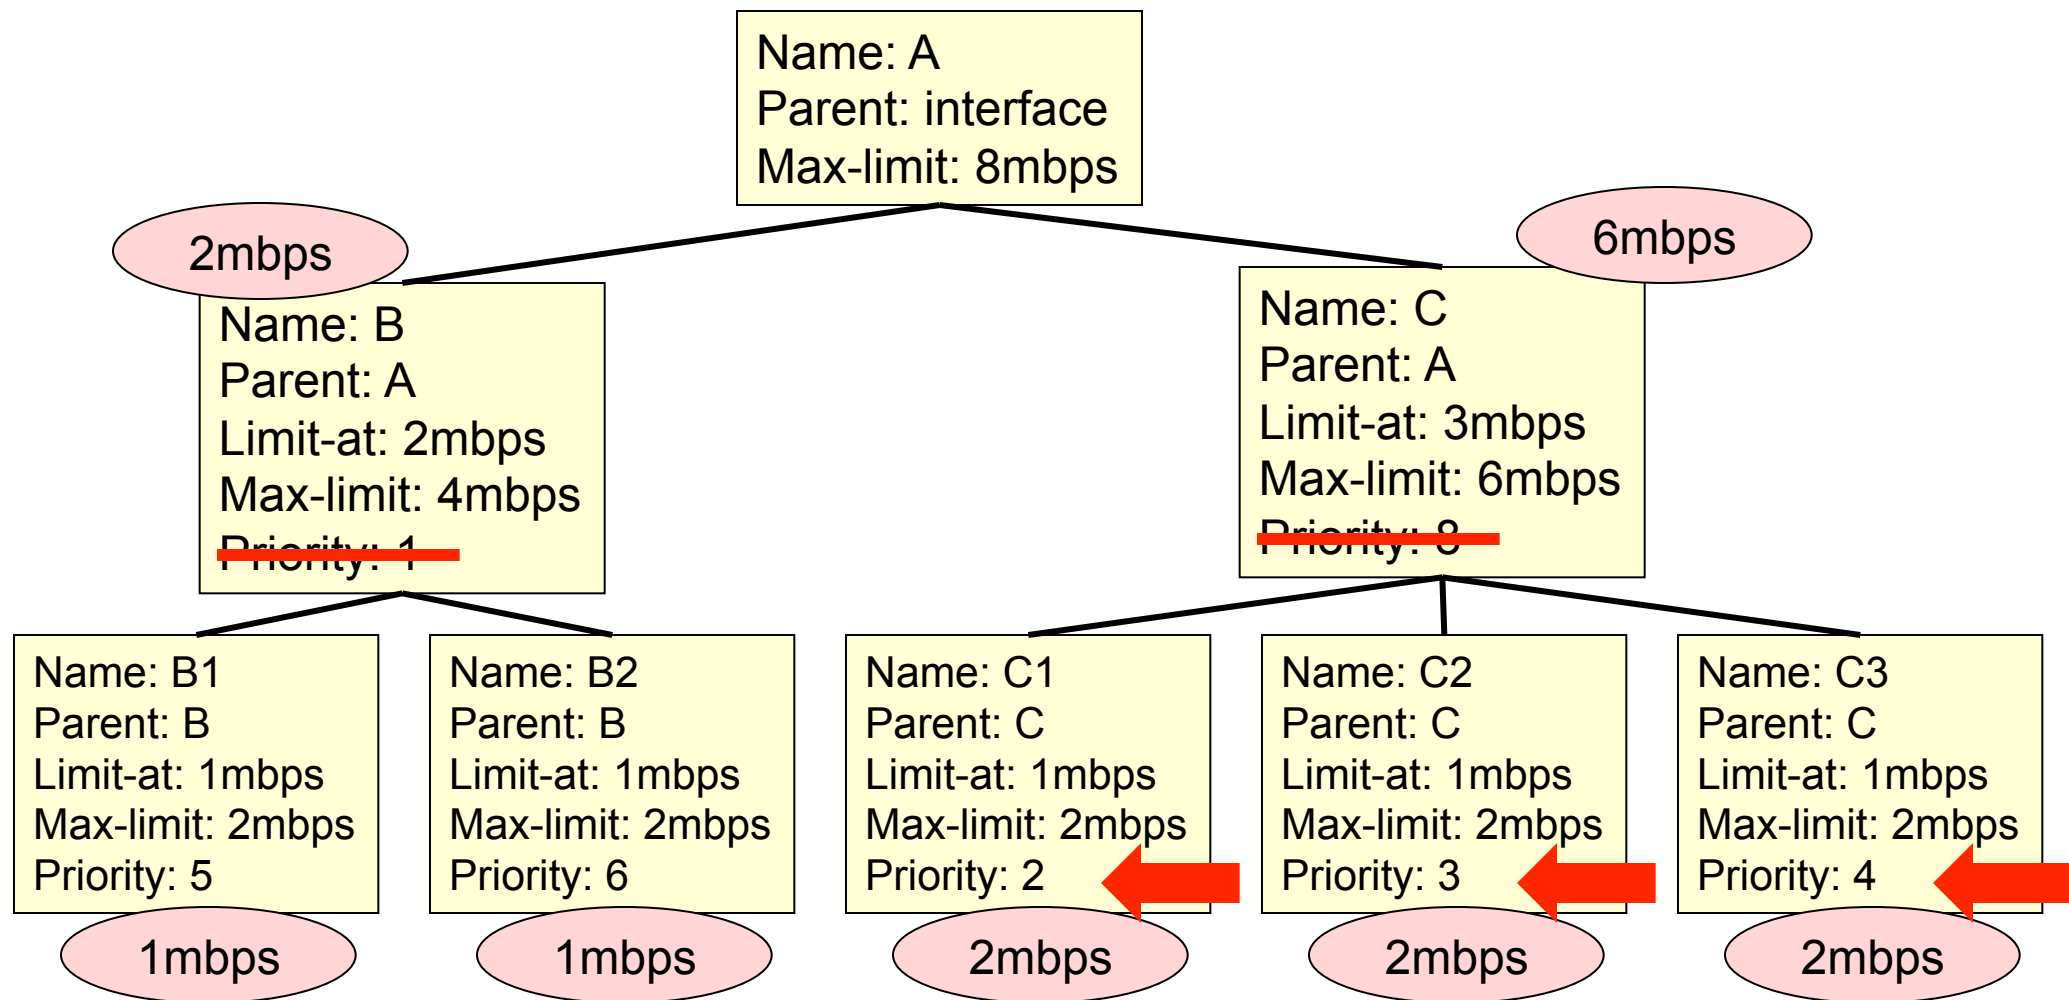 Name: A
Parent: interface
Max-limit: 8mbps
2mbps
6mbps
Name: B
Parent: A
Limit-at: 2mbps
Max-limit: 4mbps
Priority: 1
Name: C
Parent: A
Limit-at: 3mbps
Max-limit: 6mbps
Priority: 8
Name: B1
Parent: B
Limit-at: 1mbps
Max-limit: 2mbps
Priority: 5
1mbps
Name: B2
Parent: B
Limit-at: 1mbps
Max-limit: 2mbps
Priority: 6
1mbps
Name: C1
Parent: C
Limit-at: 1mbps
Max-limit: 2mbps
Priority: 2
2mbps
Name: C2
Parent: C
Limit-at: 1mbps
Max-limit: 2mbps
Priority: 3
2mbps
Name: C3
Parent: C
Limit-at: 1mbps
Max-limit: 2mbps
Priority: 4
2mbps